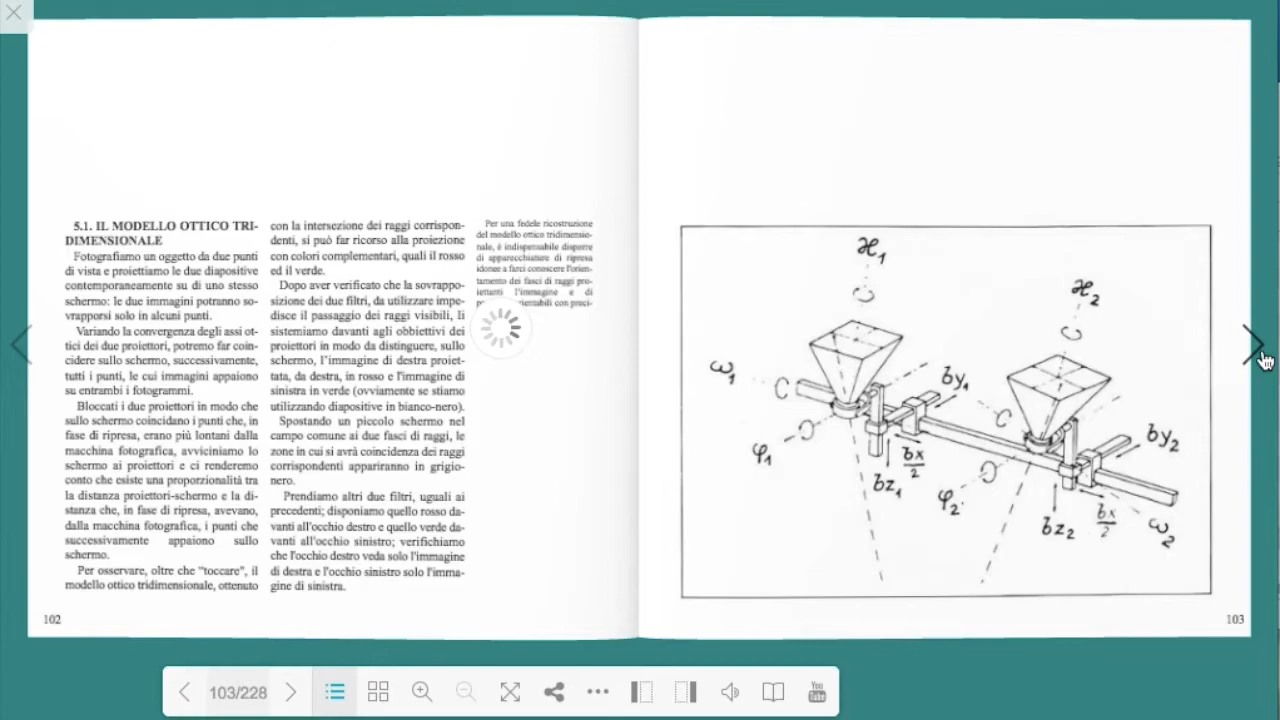 5.1. IL MODELLO OTTICO TRI-
DIMENSIONALE
Fotografiamo un oggetto da due punti
di vista e proiettiamo le due diapositive
contemporaneamente su di uno stesso
schermo: le due immagini potranno so-
vrapporsi solo in alcuni punti.
Variando la convergenza degli assi ot-
tici dei due proiettori, potremo far coin-
cidere sullo schermo, successivamente,
tutti i punti, le cui immagini appaiono
su entrambi i fotogrammi.
Bloccati i due proiettori in modo che
sullo schermo coincidano i punti che, in
fase di ripresa, erano più lontani dalla
macchina fotografica, avviciniamo lo
schermo ai proiettori e ci renderemo
conto che esiste una proporzionalità tra
la distanza proiettori-schermo e la di-
stanza che, in fase di ripresa, avevano,
dalla macchina fotografica, i punti che
successivamente appaiono sullo
schermo.
Per osservare, oltre che "toccare", il
modello ottico tridimensionale, ottenuto
con la intersezione dei raggi corrispon-
denti, si può far ricorso alla proiezione
con colori complementari, quali il rosso
ed il verde.
Dopo aver verificato che la sovrappo-
sizione dei due filtri, da utilizzare impe-
disce il passaggio dei raggi visibili, li
sistemiamo davanti agli obbiettivi dei
proiettori in modo da distinguere, sullo
schermo, l'immagine di destra proiet-
tata, da destra, in rosso e l'immagine di
sinistra in verde (ovviamente se stiamo
utilizzando diapositive in bianco-nero).
Spostando un piccolo schermo nel
campo comune ai due fasci di raggi, le
zone in cui si avrà coincidenza dei raggi
corrispondenti appariranno in grigio-
nero.
Prendiamo altri due filtri, uguali ai
precedenti; disponiamo quello rosso da-
vanti all'occhio destro e quello verde da-
vanti all'occhio sinistro; verifichiamo
che l'occhio destro veda solo l'immagine
di destra e l'occhio sinistro solo l'imma-
gine di sinistra.
Per una fedele ricostruzione
del modello ottico tridimensio-
nale, è indispensabile disporre
di apparecchiature di ripresa
idonee a farci conoscere l'orien-
tamento dei fasci di raggi pro-
iettanti l'immagine e di
con preci-
102
ϰ1
ϰ2
ω1
by1
φ1
bz1
bx/2
φ2
by2
bz2
bx/2
ω2
103
103/228
You
Tube